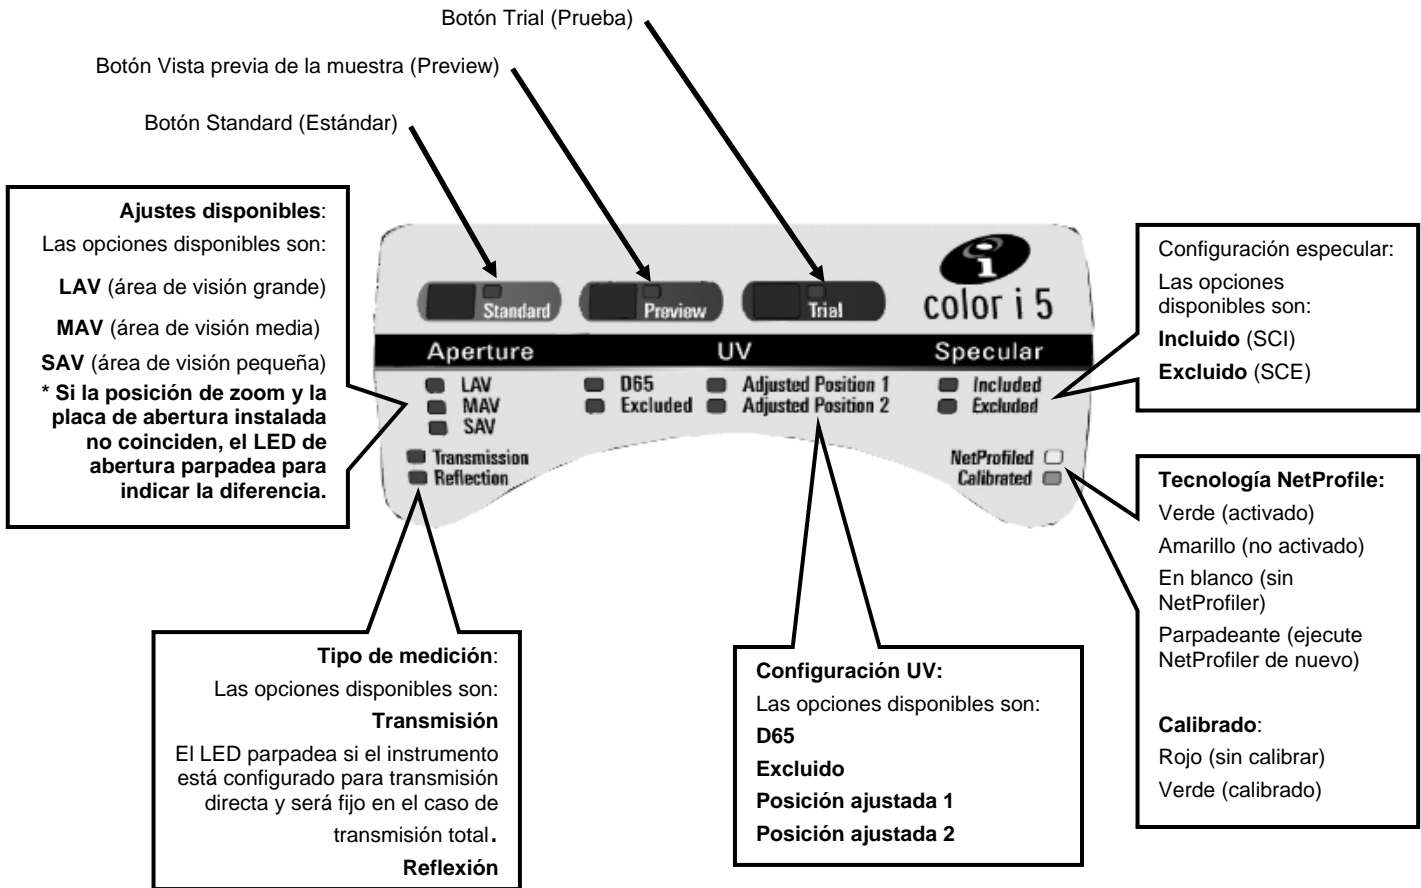 Botón Trial (Prueba)
Botón Vista previa de la muestra (Preview)
Botón Standard (Estándar)
Ajustes disponibles:
Las opciones disponibles son:
LAV (área de visión grande)
MAV (área de visión media)
SAV (área de visión pequeña)
* Si la posición de zoom y la
placa de abertura instalada
no coinciden, el LED de
abertura parpadea para
indicar la diferencia.
Standard
Preview
Trial
i
color i 5
Aperture
UV
Specular
LAV
MAV
SAV
D65
Excluded
Adjusted Position 1
Adjusted Position 2
Included
Excluded
Transmission
Reflection
NetProfiled
Calibrated
Configuración especular:
Las opciones
disponibles son:
Incluido (SCI)
Excluido (SCE)
Tecnología NetProfile:
Verde (activado)
Amarillo (no activado)
En blanco (sin
NetProfiler)
Parpadeante (ejecute
NetProfiler de nuevo)
Calibrado:
Rojo (sin calibrar)
Verde (calibrado)
Tipo de medición:
Las opciones disponibles son:
Transmisión
El LED parpadea si el instrumento
está configurado para transmisión
directa y será fijo en el caso de
transmisión total.
Reflexión
Configuración UV:
Las opciones disponibles son:
D65
Excluido
Posición ajustada 1
Posición ajustada 2